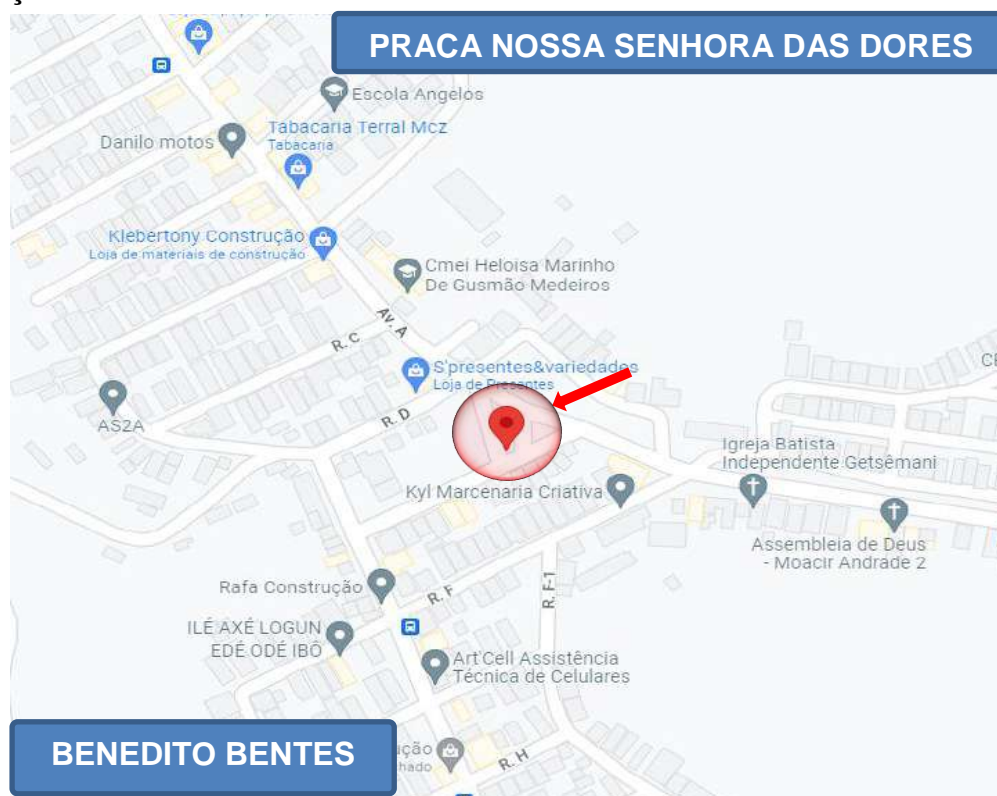 PRACA NOSSA SENHORA DAS DORES
Escola Angelos
Tabacaria Terral Mcz
Tabacaria
Danilo motos
Klebertony Construção
Loja de materiais de construção
Cmei Heloisa Marinho
De Gusmão Medeiros
Av. A
R. C
S'presentes&variedades
Loja de Presentes
AS2A
R. D
Igreja Batista
Independente Getsêmani
Kyl Marcenaria Criativa
Assembleia de Deus
- Moacir Andrade 2
Rafa Construção
R. F
R. F-1
ILÉ AXÉ LOGUN
EDÉ ODÉ IBÔ
Art'Cell Assistência
Técnica de Celulares
BENEDITO BENTES
R. H